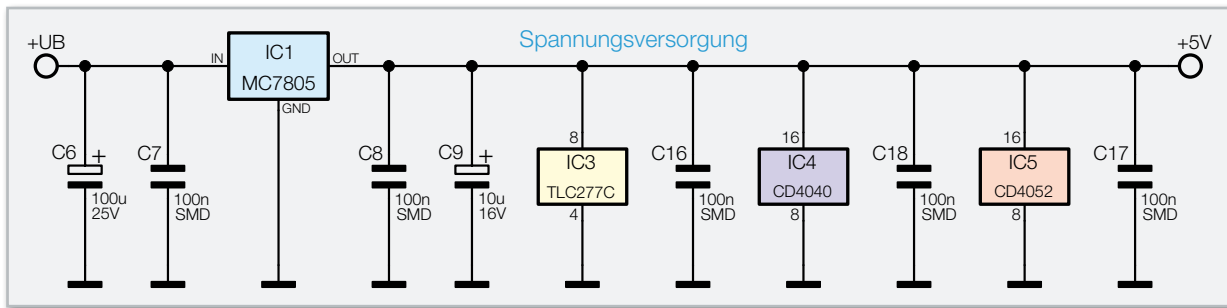 Spannungsversorgung
+UB
+5V
IN
IC1
MC7805
OUT
GND
C6
+
100u
25V
C7
100n
SMD
C8
100n
SMD
C9
+
10u
16V
8
IC3
TLC277C
4
C16
100n
SMD
16
IC4
CD4040
8
C18
100n
SMD
16
IC5
CD4052
8
C17
100n
SMD